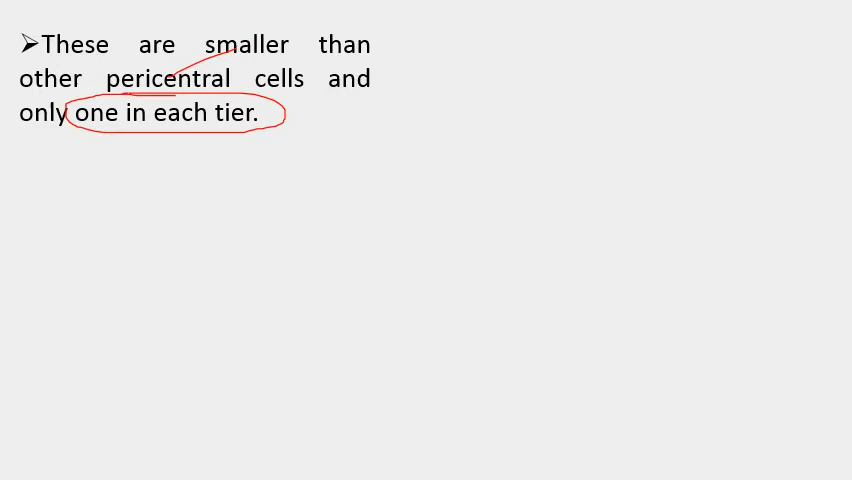 ➢These are smaller than
other pericentral cells and
only one in each tier.